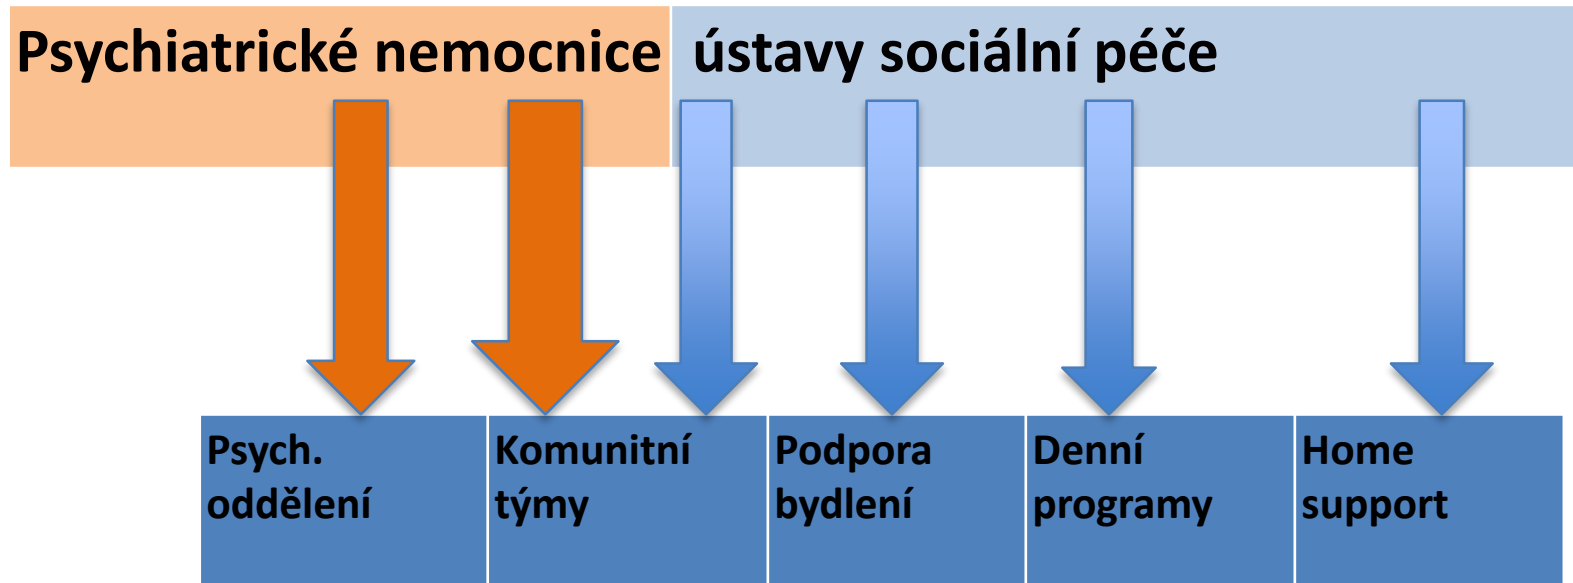 Psychiatrické nemocnice ústavy sociální péče
Psych.
oddělení
Komunitní
týmy
Podpora
bydlení
Denní
programy
Home
support